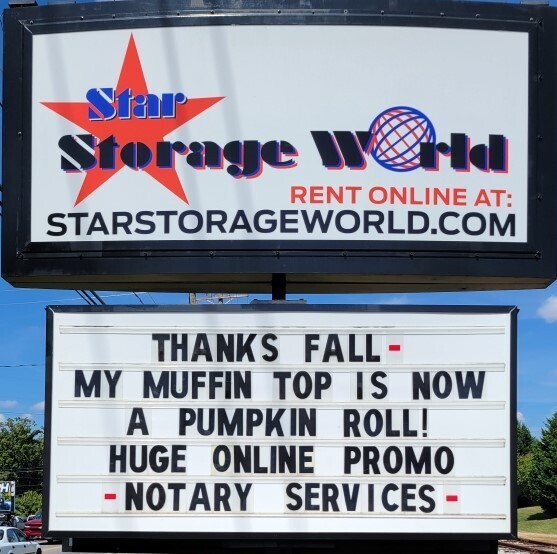 Star
Storage World
RENT ONLINE AT:
STARSTORAGEWORLD.COM
THANKS FALL -
MY MUFFIN TOP IS NOW
A PUMPKIN ROLL!
HUGE ONLINE PROMO
- NOTARY SERVICES -